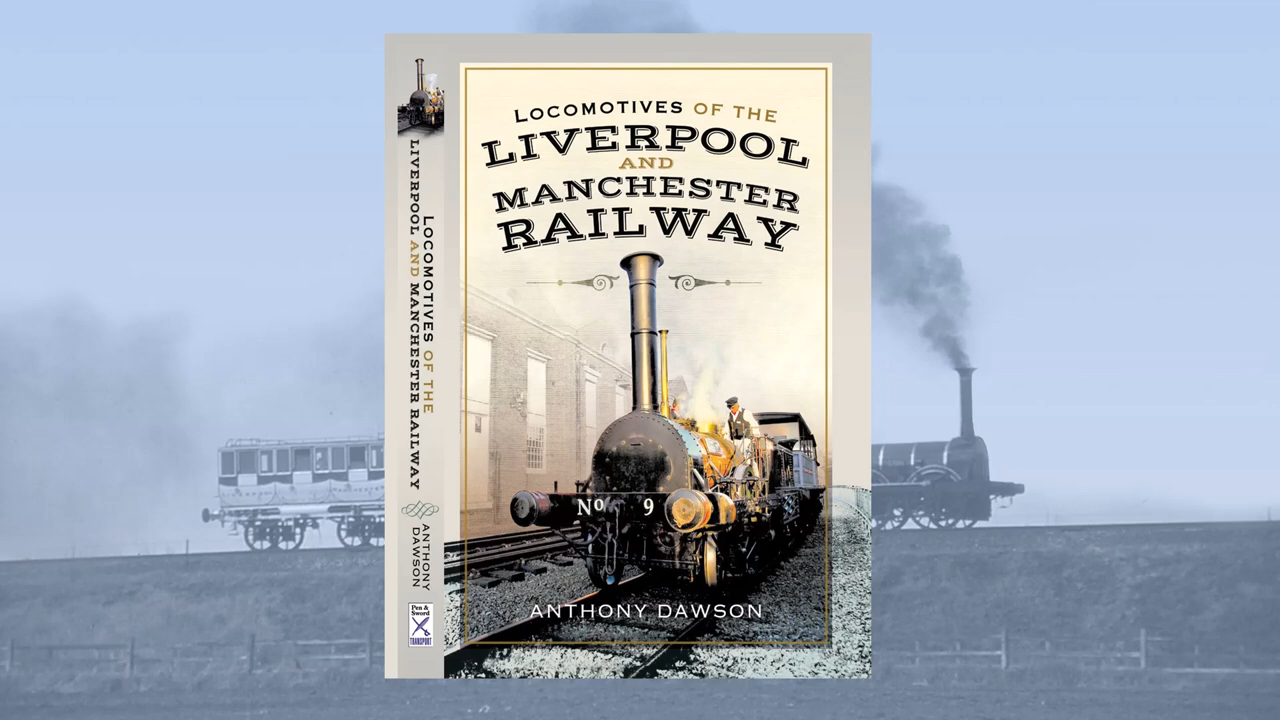 LOCOMOTIVES OF THE
LIVERPOOL
AND
MANCHESTER
RAILWAY
No 9
ANTHONY DAWSON
LOCOMOTIVES OF THE
LIVERPOOL AND MANCHESTER RAILWAY
ANTHONY
DAWSON
Pen &
Sword
TRANSPORT